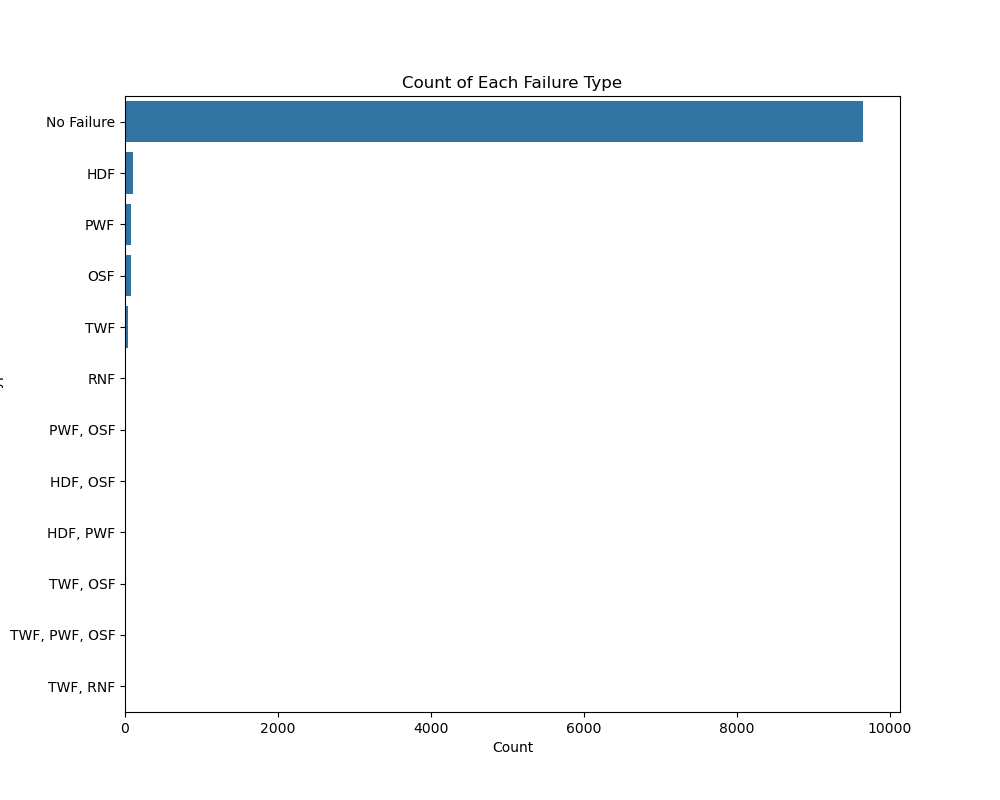 Count of Each Failure Type
No Failure
HDF
PWF
OSF
TWF
RNF
PWF, OSF
HDF, OSF
HDF, PWF
TWF, OSF
TWF, PWF, OSF
TWF, RNF
0 2000 4000 6000 8000 10000
Count